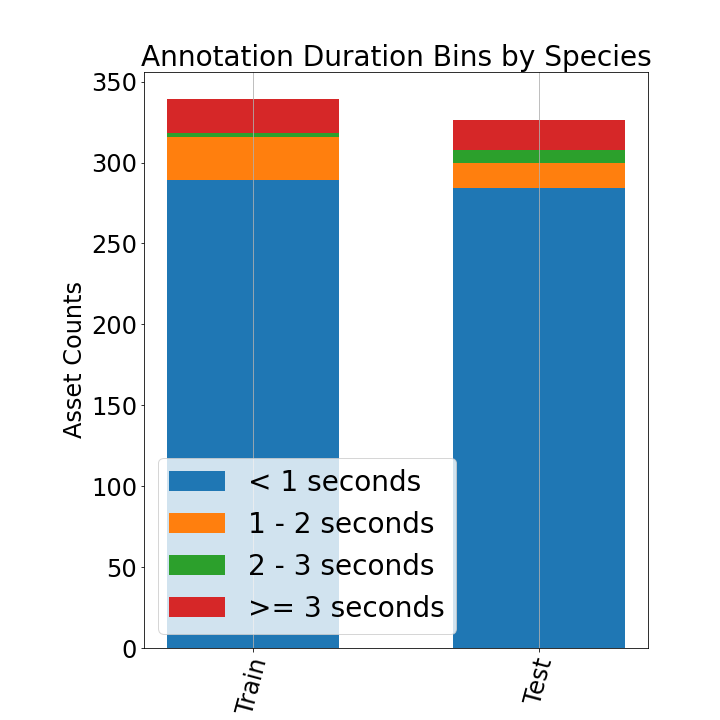 Annotation Duration Bins by Species
350
300
250
200
150
100
50
0
Asset Counts
< 1 seconds
1 - 2 seconds
2 - 3 seconds
>= 3 seconds
Train
Test